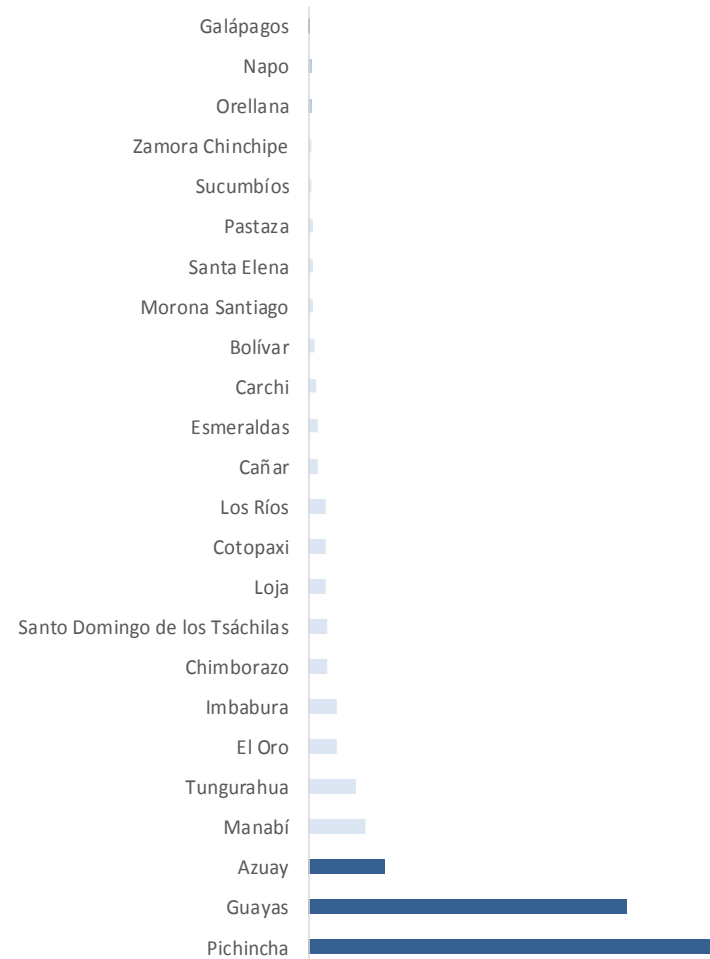 Galápagos
Napo
Orellana
Zamora Chinchipe
Sucumbíos
Pastaza
Santa Elena
Morona Santiago
Bolívar
Carchi
Esmeraldas
Cañar
Los Ríos
Cotopaxi
Loja
Santo Domingo de los Tsáchilas
Chimborazo
Imbabura
El Oro
Tungurahua
Manabí
Azuay
Guayas
Pichincha